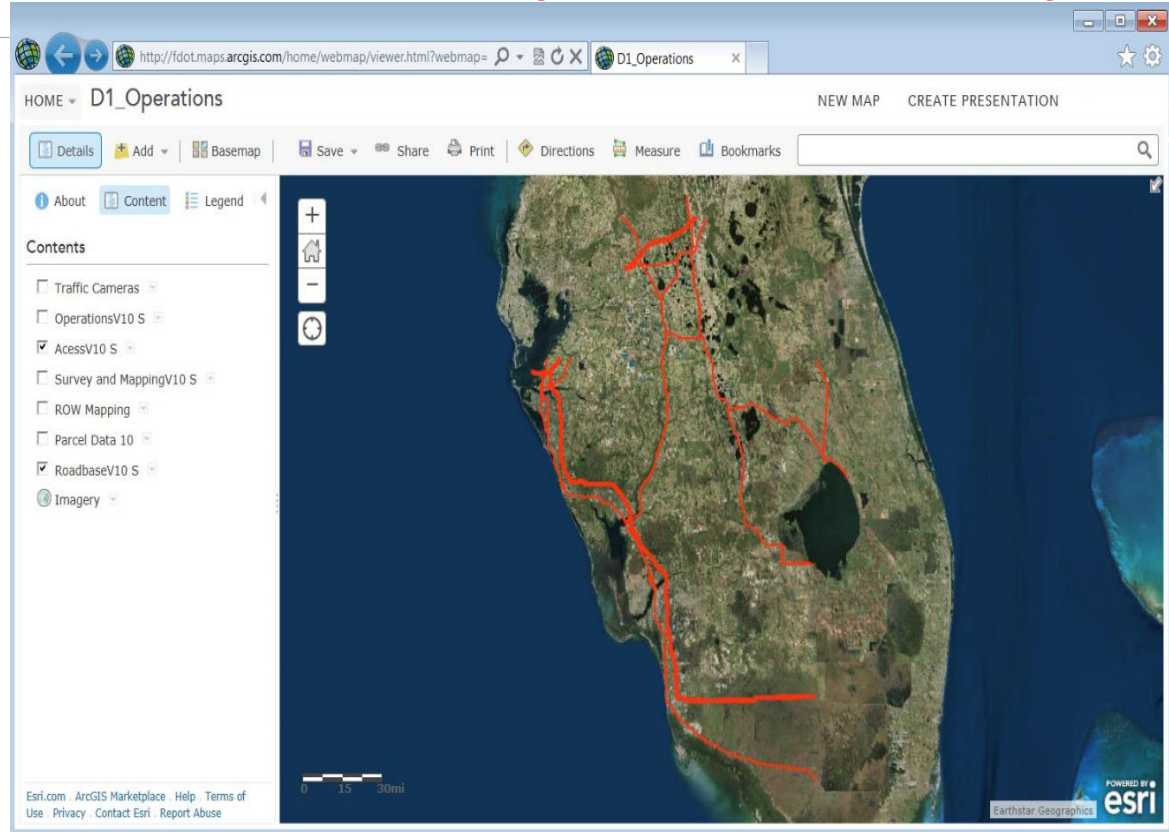 http://fdot.maps.arcgis.com/home/webmap/viewer.html?webmap=
D1_Operations
HOME D1_Operations
NEW MAP CREATE PRESENTATION
Details Add Basemap Save Share Print Directions Measure Bookmarks
About Content Legend
Contents
Traffic Cameras
OperationsV10 S
AcessV10 S
Survey and MappingV10 S
ROW Mapping
Parcel Data 10
RoadbaseV10 S
Imagery
0 15 30mi
Esri.com . ArcGIS Marketplace . Help . Terms of
Use . Privacy . Contact Esri . Report Abuse
Earthstar Geographics
POWERED BY
esri